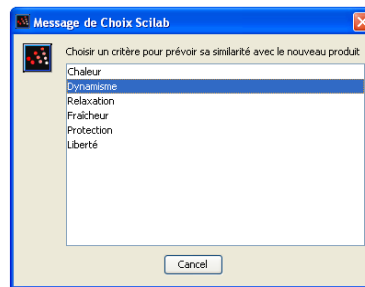 Message de Choix Scilab
Choisir un critère pour prévoir sa similarité avec le nouveau produit
Chaleur
Dynamisme
Relaxation
Fraîcheur
Protection
Liberté
Cancel